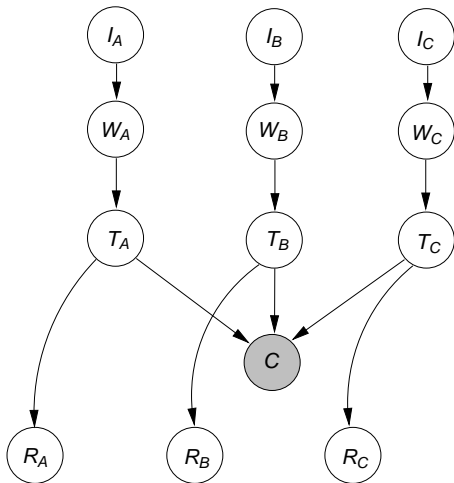 I_A I_B I_C
W_A W_B W_C
T_A T_B T_C
C
R_A R_B R_C